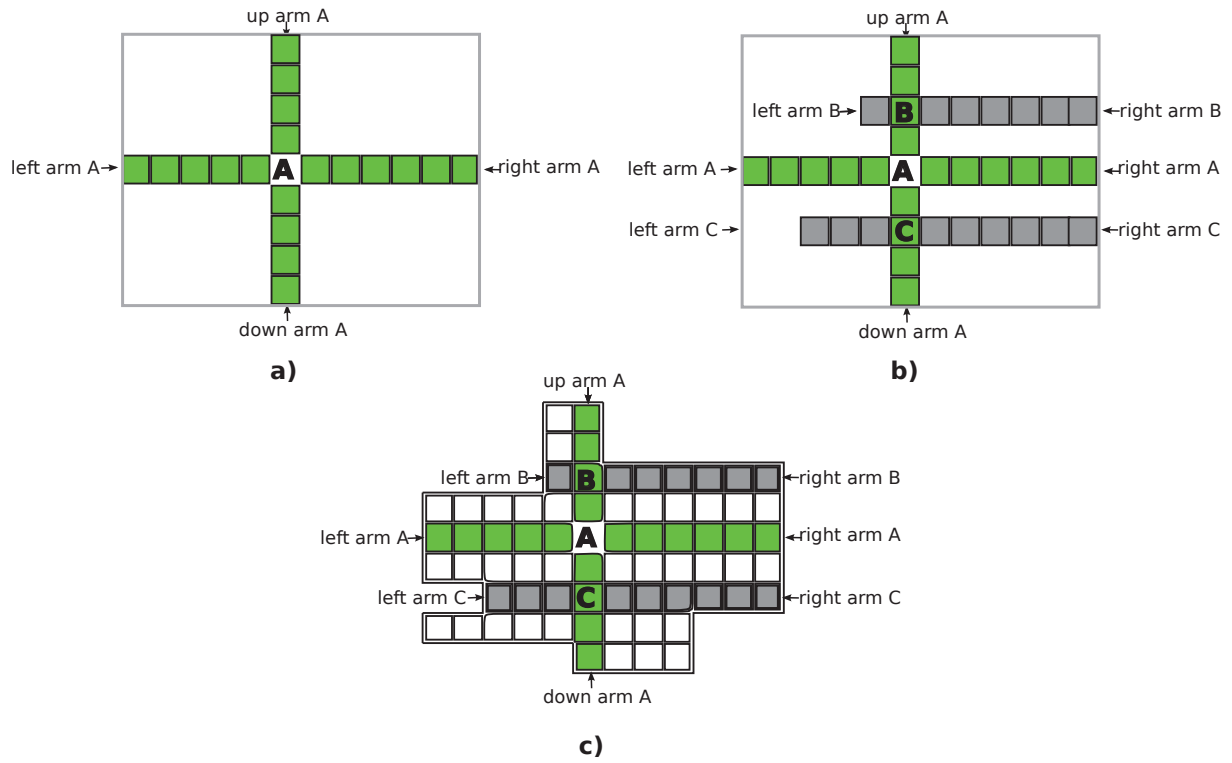 up arm A
left arm A
A
right arm A
down arm A
a)
up arm A
left arm B
B
right arm B
left arm A
A
right arm A
left arm C
C
right arm C
down arm A
b)
up arm A
left arm B
B
right arm B
left arm A
A
right arm A
left arm C
C
right arm C
down arm A
c)